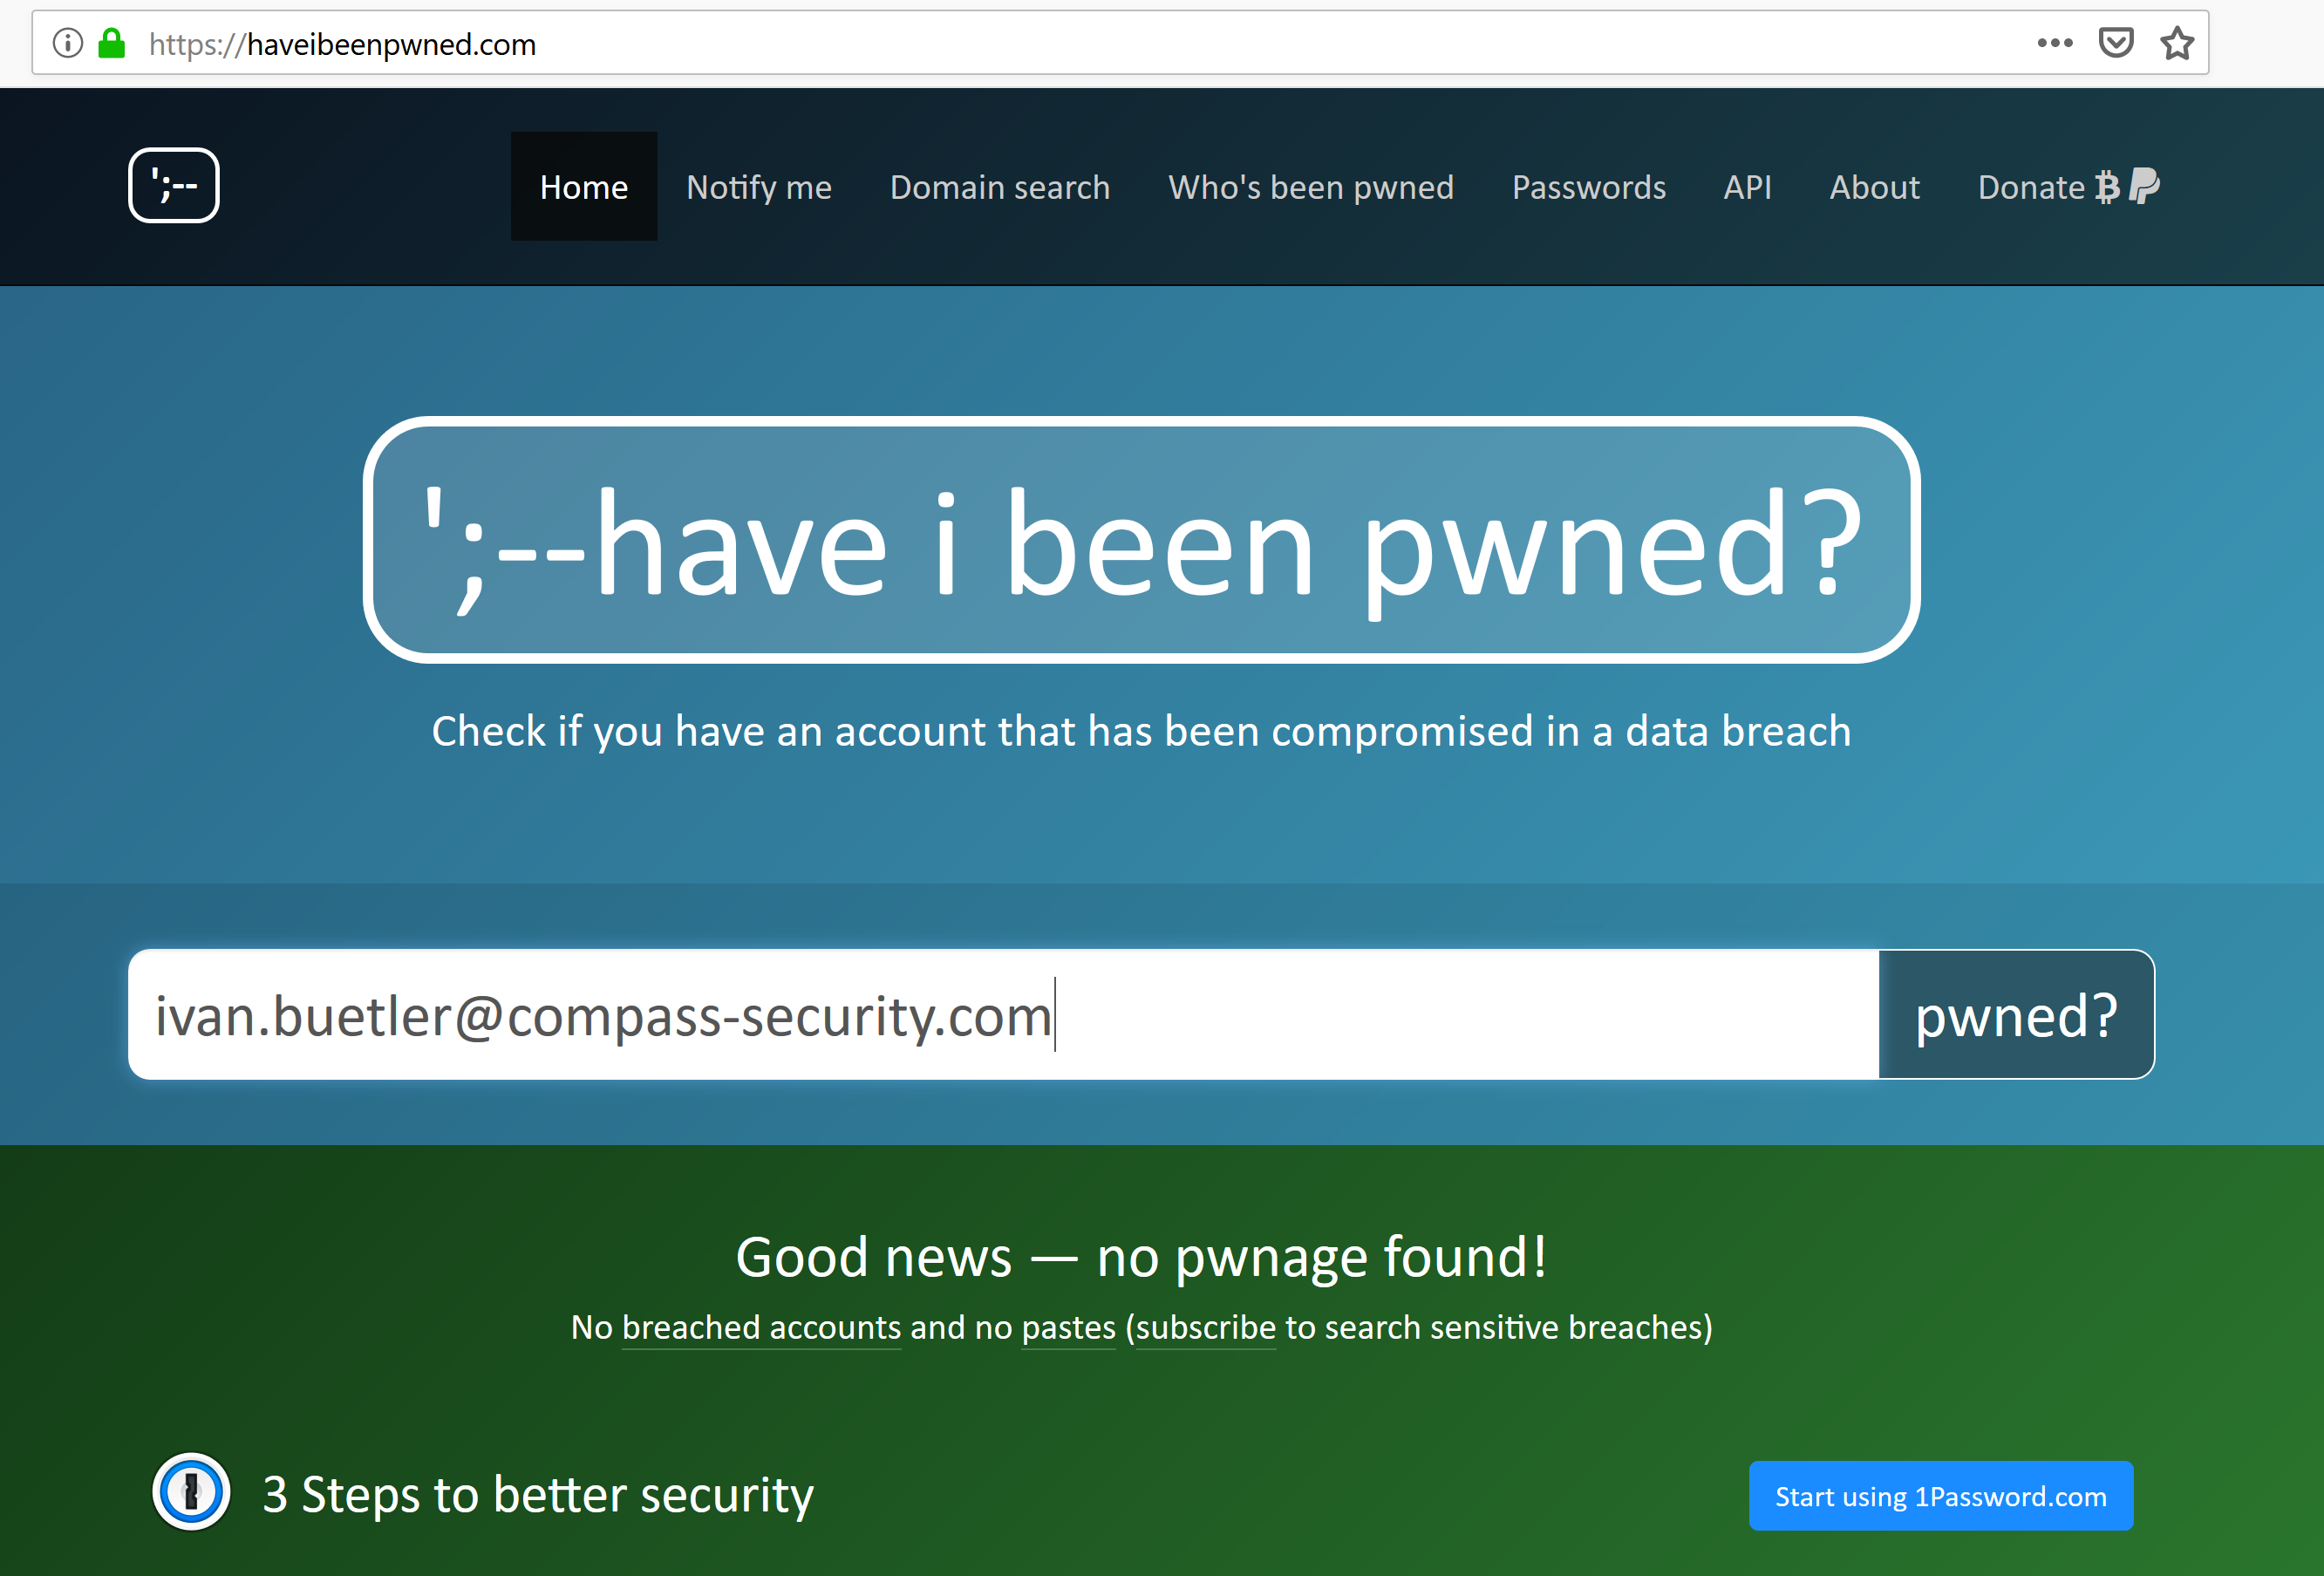 https://haveibeenpwned.com
';--
Home Notify me Domain search Who's been pwned Passwords API About Donate
';--have i been pwned?
Check if you have an account that has been compromised in a data breach
ivan.buetler@compass-security.com pwned?
Good news — no pwnage found!
No breached accounts and no pastes (subscribe to search sensitive breaches)
3 Steps to better security Start using 1Password.com